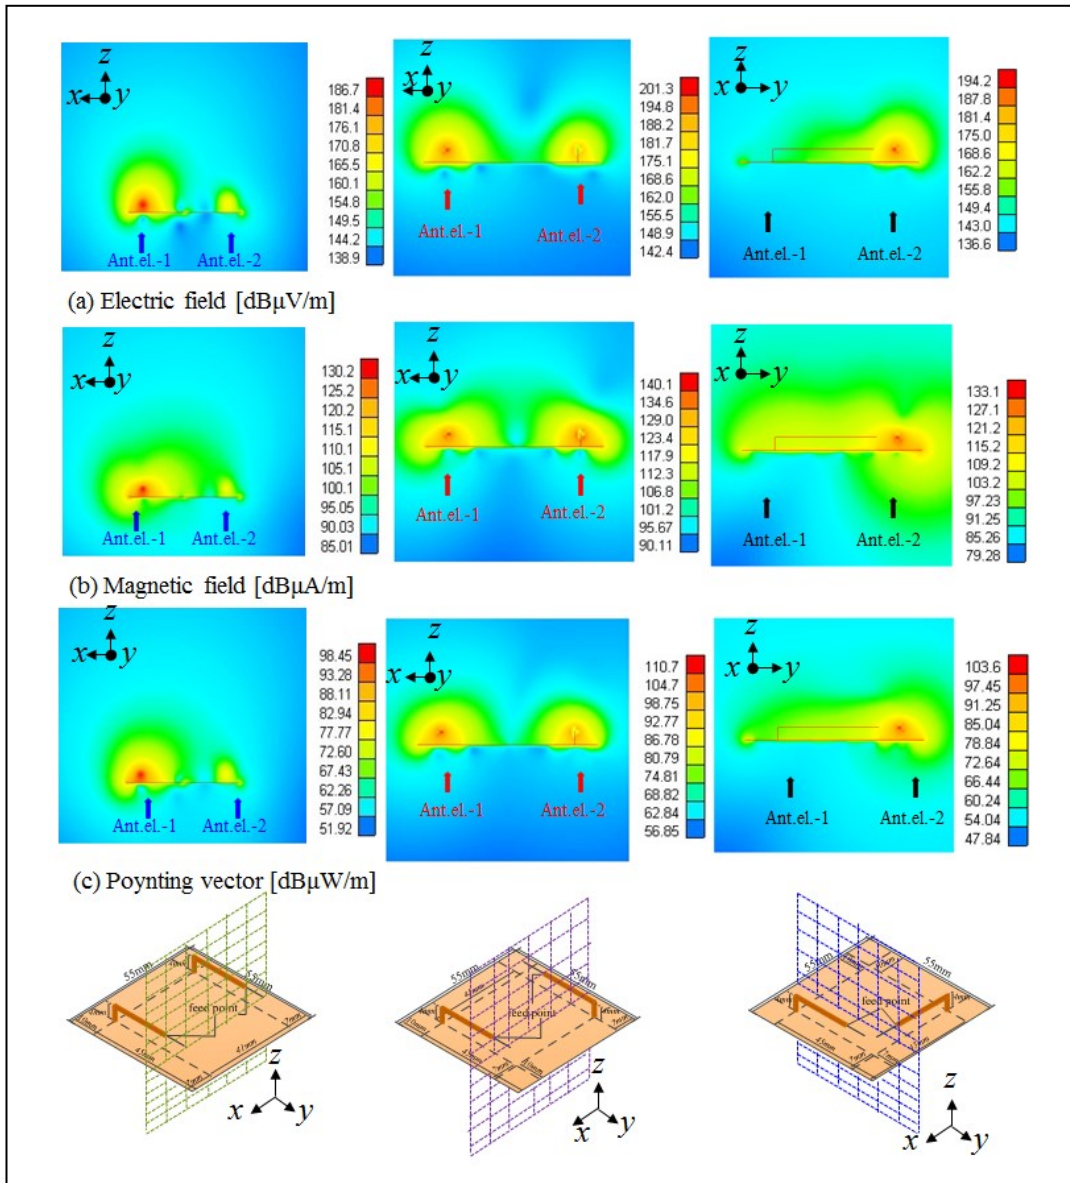 z
x y
186.7
181.4
176.1
170.8
165.5
160.1
154.8
149.5
144.2
138.9
Ant.el.-1 Ant.el.-2
z
x y
201.3
194.8
188.2
181.7
175.1
168.6
162.0
155.5
148.9
142.4
Ant.el.-1 Ant.el.-2
z
x y
194.2
187.8
181.4
175.0
168.6
162.2
155.8
149.4
143.0
136.6
Ant.el.-1 Ant.el.-2
(a) Electric field [dBμV/m]
z
x y
130.2
125.2
120.2
115.1
110.1
105.1
100.1
95.05
90.03
85.01
Ant.el.-1 Ant.el.-2
z
x y
140.1
134.6
129.0
123.4
117.9
112.3
106.8
101.2
95.67
90.11
Ant.el.-1 Ant.el.-2
z
x y
133.1
127.1
121.2
115.2
109.2
103.2
97.23
91.25
85.26
79.28
Ant.el.-1 Ant.el.-2
(b) Magnetic field [dBμA/m]
z
x y
98.45
93.28
88.11
82.94
77.77
72.60
67.43
62.26
57.09
51.92
Ant.el.-1 Ant.el.-2
z
x y
110.7
104.7
98.75
92.77
86.78
80.79
74.81
68.82
62.84
56.85
Ant.el.-1 Ant.el.-2
z
x y
103.6
97.45
91.25
85.04
78.84
72.64
66.44
60.24
54.04
47.84
Ant.el.-1 Ant.el.-2
(c) Poynting vector [dBμW/m]
55mm
55mm
feed point
10mm
45mm
41mm
7mm
z
x y
55mm
55mm
feed point
10mm
7mm
z
x y
55mm
feed point
10mm
45mm
41mm
z
x y